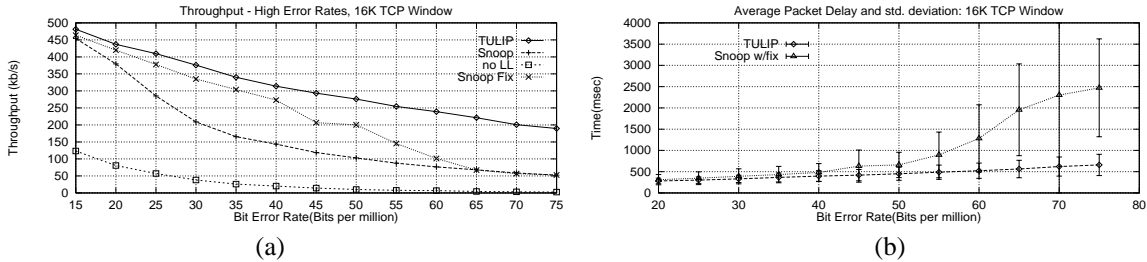 Throughput - High Error Rates, 16K TCP Window
500
450
400
350
300
250
200
150
100
50
0
Throughput (kb/s)
TULIP
Snoop
no LL
Snoop Fix
15 20 25 30 35 40 45 50 55 60 65 70 75
Bit Error Rate(Bits per million)
(a)
Average Packet Delay and std. deviation: 16K TCP Window
4000
3500
3000
2500
2000
1500
1000
500
0
Time(msec)
TULIP
Snoop w/fix
20 30 40 50 60 70 80
Bit Error Rate(Bits per million)
(b)